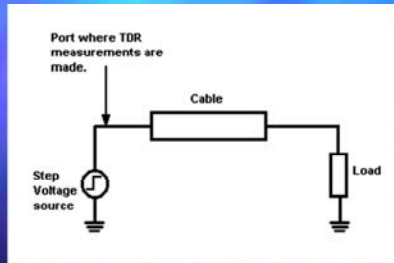 Port where TDR
measurements are
made.
Cable
Step
Voltage
source
Load